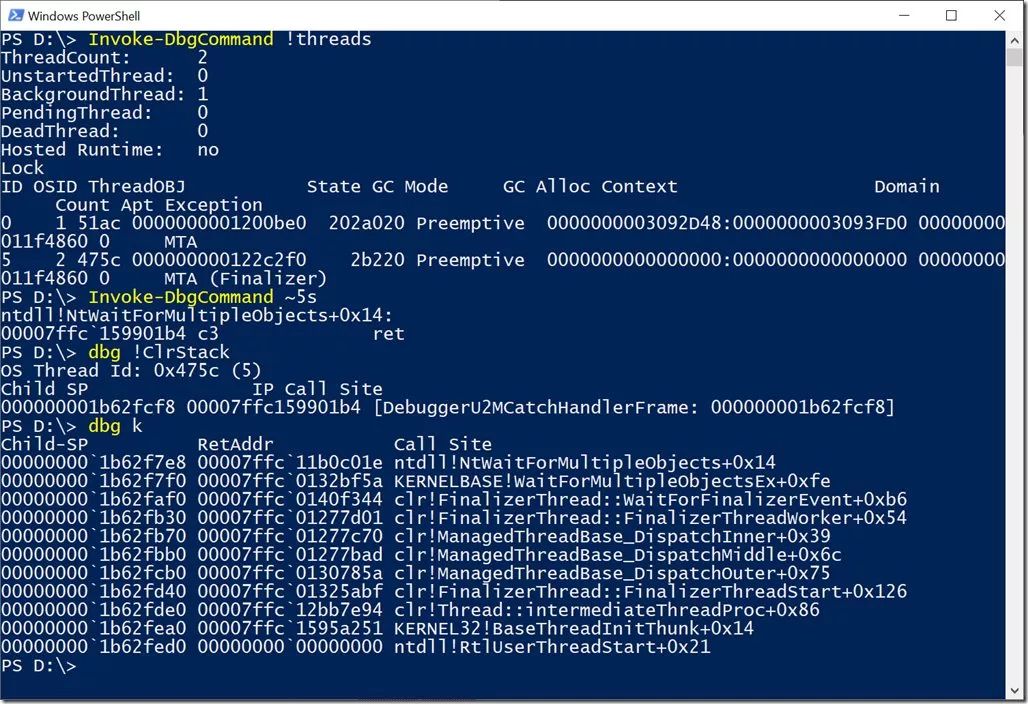 Windows PowerShell
PS D:\> Invoke-DbgCommand !threads
ThreadCount:      2
UnstartedThread:  0
BackgroundThread: 1
PendingThread:    0
DeadThread:       0
Hosted Runtime:   no
Lock
ID OSID ThreadOBJ           State GC Mode     GC Alloc Context                  Domain
     Count Apt Exception
0    1 51ac 0000000001200be0  202a020 Preemptive  0000000003092D48:0000000003093FD0 00000000
011f4860 0     MTA
5    2 475c 000000000122c2f0    2b220 Preemptive  0000000000000000:0000000000000000 00000000
011f4860 0     MTA (Finalizer)
PS D:\> Invoke-DbgCommand ~5s
ntdll!NtWaitForMultipleObjects+0x14:
00007ffc`159901b4 c3              ret
PS D:\> dbg !ClrStack
OS Thread Id: 0x475c (5)
Child SP               IP Call Site
000000001b62fcf8 00007ffc159901b4 [DebuggerU2MCatchHandlerFrame: 000000001b62fcf8]
PS D:\> dbg k
Child-SP          RetAddr           Call Site
00000000`1b62f7e8 00007ffc`11b0c01e ntdll!NtWaitForMultipleObjects+0x14
00000000`1b62f7f0 00007ffc`0132bf5a KERNELBASE!WaitForMultipleObjectsEx+0xfe
00000000`1b62faf0 00007ffc`0140f344 clr!FinalizerThread::WaitForFinalizerEvent+0xb6
00000000`1b62fb30 00007ffc`01277d01 clr!FinalizerThread::FinalizerThreadWorker+0x54
00000000`1b62fb70 00007ffc`01277c70 clr!ManagedThreadBase_DispatchInner+0x39
00000000`1b62fbb0 00007ffc`01277bad clr!ManagedThreadBase_DispatchMiddle+0x6c
00000000`1b62fcb0 00007ffc`0130785a clr!ManagedThreadBase_DispatchOuter+0x75
00000000`1b62fd40 00007ffc`01325abf clr!FinalizerThread::FinalizerThreadStart+0x126
00000000`1b62fde0 00007ffc`12bb7e94 clr!Thread::intermediateThreadProc+0x86
00000000`1b62fea0 00007ffc`1595a251 KERNEL32!BaseThreadInitThunk+0x14
00000000`1b62fed0 00000000`00000000 ntdll!RtlUserThreadStart+0x21
PS D:\>